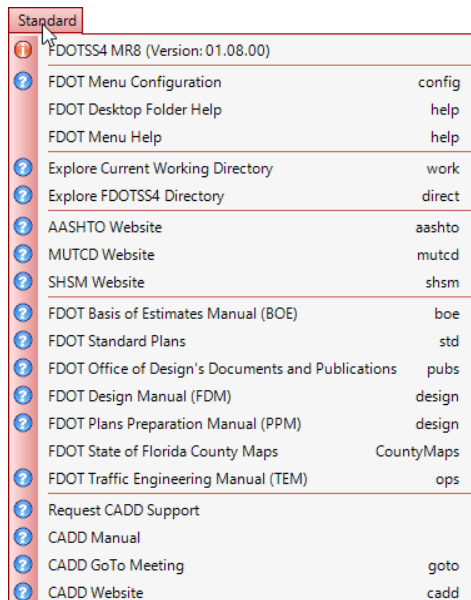 Standard
FDOTSS4 MR8 (Version: 01.08.00)
FDOT Menu Configuration config
FDOT Desktop Folder Help help
FDOT Menu Help help
Explore Current Working Directory work
Explore FDOTSS4 Directory direct
AASHTO Website aashto
MUTCD Website mutcd
SHSM Website shsm
FDOT Basis of Estimates Manual (BOE) boe
FDOT Standard Plans std
FDOT Office of Design's Documents and Publications pubs
FDOT Design Manual (FDM) design
FDOT Plans Preparation Manual (PPM) design
FDOT State of Florida County Maps CountyMaps
FDOT Traffic Engineering Manual (TEM) ops
Request CADD Support
CADD Manual
CADD GoTo Meeting goto
CADD Website cadd